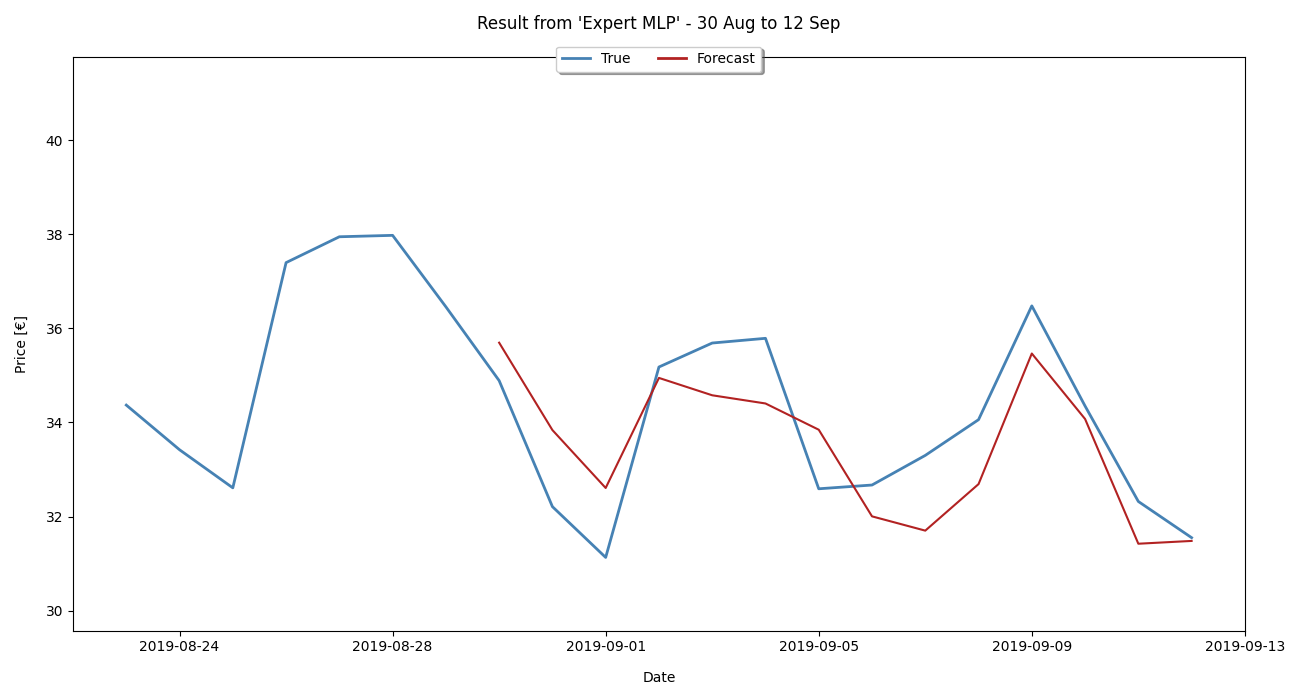 Result from 'Expert MLP' - 30 Aug to 12 Sep
True Forecast
Price [€]
40
38
36
34
32
30
2019-08-24 2019-08-28 2019-09-01 2019-09-05 2019-09-09 2019-09-13
Date